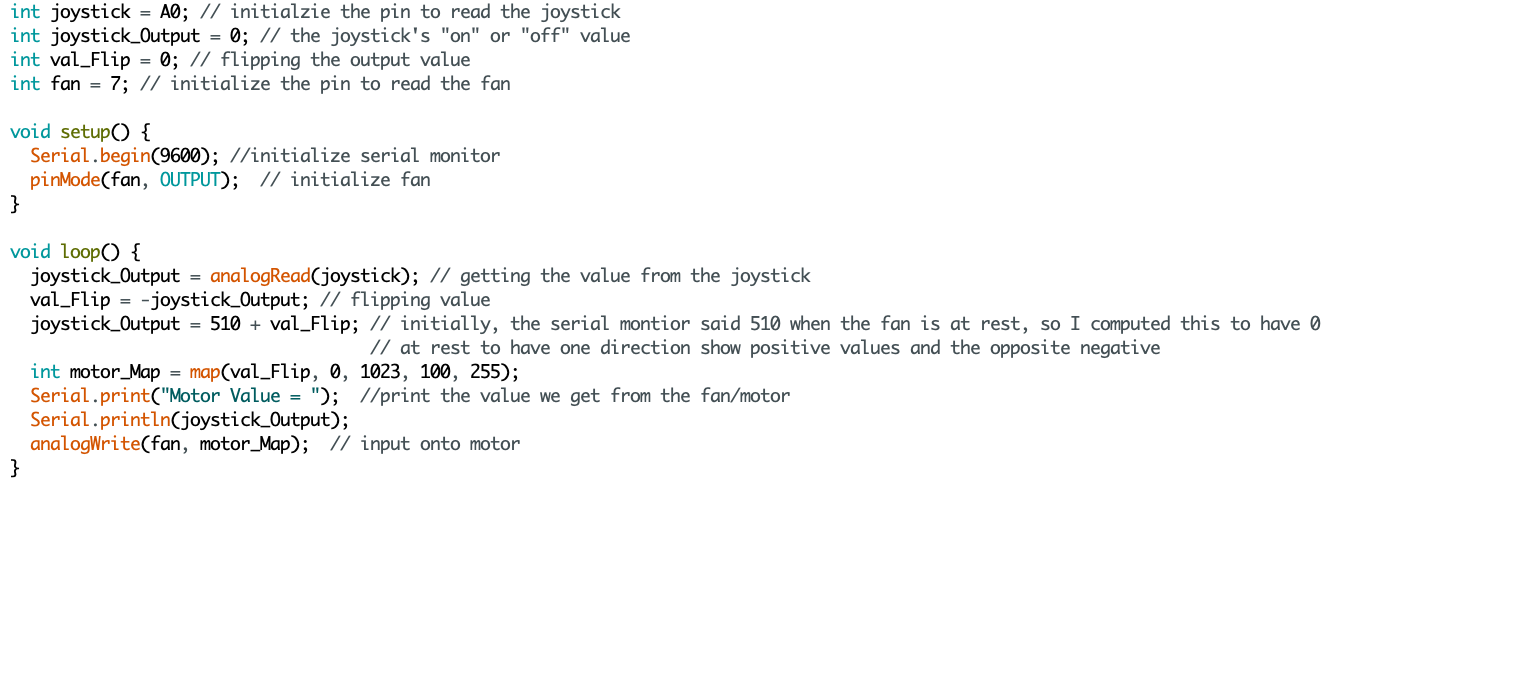 int joystick = A0; // initialzie the pin to read the joystick
int joystick_Output = 0; // the joystick's "on" or "off" value
int val_Flip = 0; // flipping the output value
int fan = 7; // initialize the pin to read the fan

void setup() {
  Serial.begin(9600); //initialize serial monitor
  pinMode(fan, OUTPUT);  // initialize fan
}

void loop() {
  joystick_Output = analogRead(joystick); // getting the value from the joystick
  val_Flip = -joystick_Output; // flipping value
  joystick_Output = 510 + val_Flip; // initially, the serial montior said 510 when the fan is at rest, so I computed this to have 0
                                    // at rest to have one direction show positive values and the opposite negative
  int motor_Map = map(val_Flip, 0, 1023, 100, 255);
  Serial.print("Motor Value = ");  //print the value we get from the fan/motor
  Serial.println(joystick_Output);
  analogWrite(fan, motor_Map);  // input onto motor
}